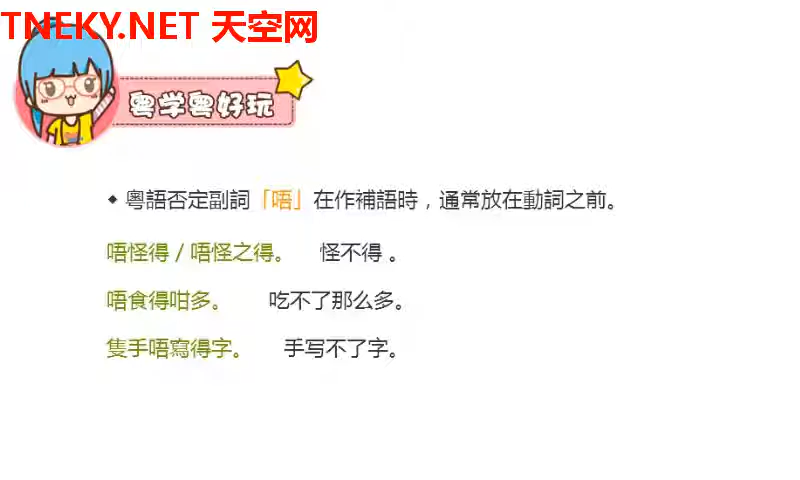 TNEKY.NET 天空网
粤学粤好玩
◆ 粵語否定副詞「唔」在作補語時，通常放在動詞之前。
唔怪得 / 唔怪之得。 怪不得 。
唔食得咁多。 吃不了那么多。
隻手唔寫得字。 手写不了字。